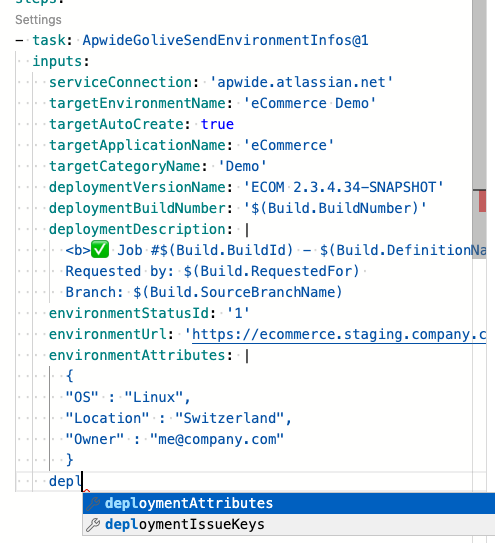 steps:
Settings
- task: ApwideGoliveSendEnvironmentInfos@1
inputs:
serviceConnection: 'apwide.atlassian.net'
targetEnvironmentName: 'eCommerce Demo'
targetAutoCreate: true
targetApplicationName: 'eCommerce'
targetCategoryName: 'Demo'
deploymentVersionName: 'ECOM 2.3.4.34-SNAPSHOT'
deploymentBuildNumber: '$(Build.BuildNumber)'
deploymentDescription: |
<b>✅ Job #$(Build.BuildId) - $(Build.DefinitionNa
Requested by: $(Build.RequestedFor)
Branch: $(Build.SourceBranchName)
environmentStatusId: '1'
environmentUrl: 'https://ecommerce.staging.company.c
environmentAttributes: |
{
"OS" : "Linux",
"Location" : "Switzerland",
"Owner" : "me@company.com"
}
depl
deploymentAttributes
deploymentIssueKeys